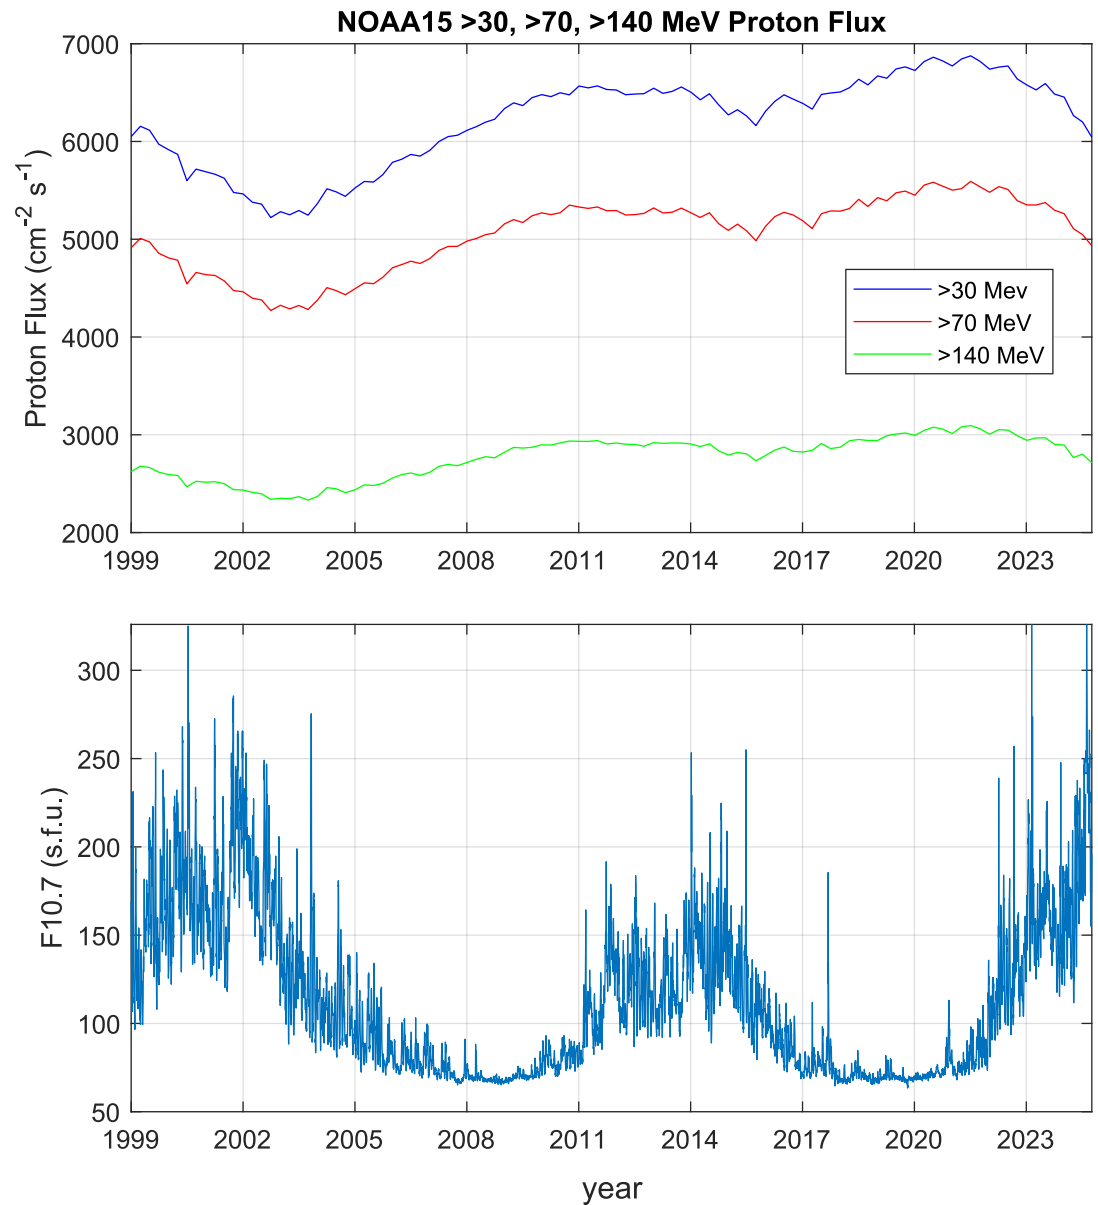 NOAA15 >30, >70, >140 MeV Proton Flux
7000
6000
5000
4000
3000
2000
Proton Flux (cm⁻² s⁻¹ )
>30 Mev
>70 MeV
>140 MeV
1999 2002 2005 2008 2011 2014 2017 2020 2023
300
250
200
150
100
50
F10.7 (s.f.u.)
1999 2002 2005 2008 2011 2014 2017 2020 2023
year